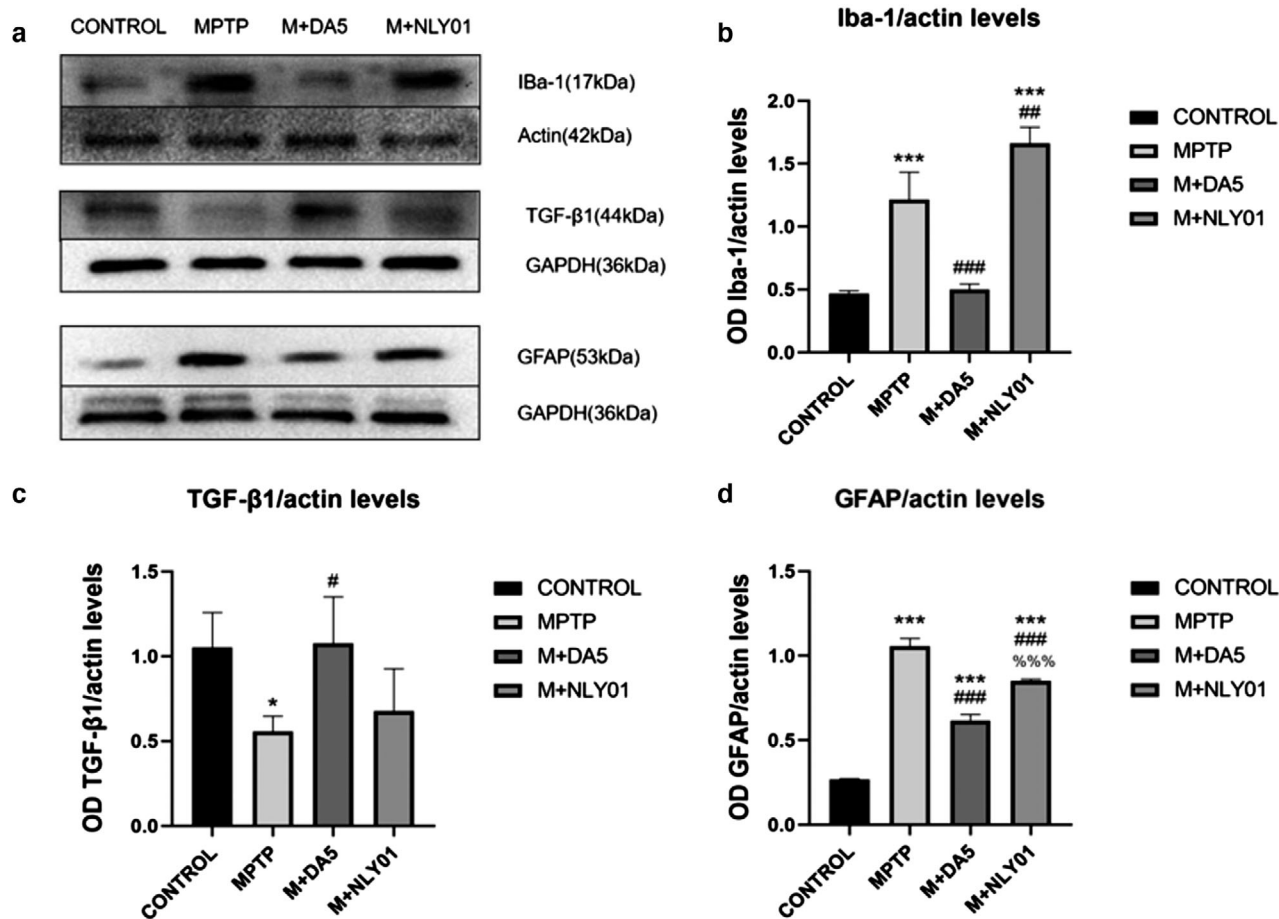 a
CONTROL MPTP M+DA5 M+NLY01
IBa-1(17kDa)
Actin(42kDa)
TGF-β1(44kDa)
GAPDH(36kDa)
GFAP(53kDa)
GAPDH(36kDa)
b
Iba-1/actin levels
OD Iba-1/actin levels
2.0
1.5
1.0
0.5
0.0
***
###
***
##
CONTROL
MPTP
M+DA5
M+NLY01
CONTROL
MPTP
M+DA5
M+NLY01
c
TGF-β1/actin levels
OD TGF-β1/actin levels
1.5
1.0
0.5
0.0
*
#
CONTROL
MPTP
M+DA5
M+NLY01
CONTROL
MPTP
M+DA5
M+NLY01
d
GFAP/actin levels
OD GFAP/actin levels
1.5
1.0
0.5
0.0
***
***
###
***
###
%%%
CONTROL
MPTP
M+DA5
M+NLY01
CONTROL
MPTP
M+DA5
M+NLY01